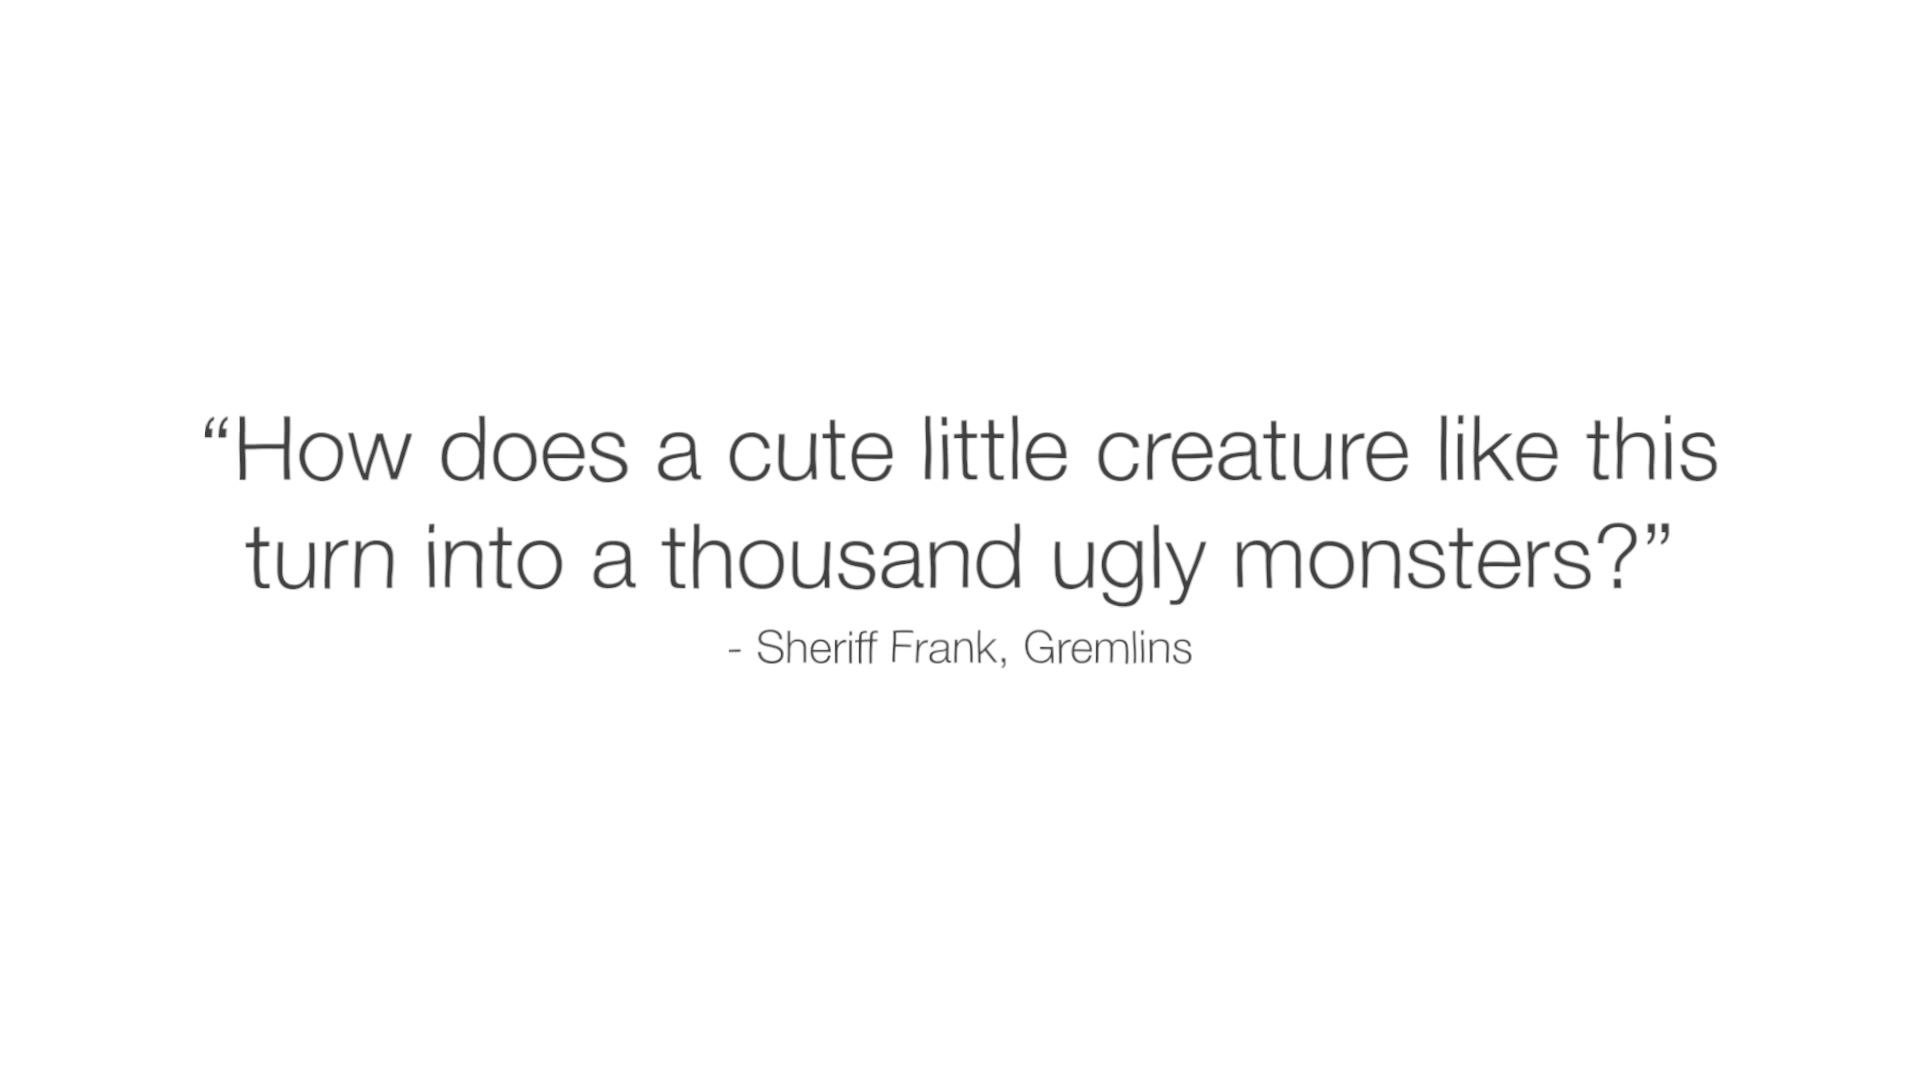 “How does a cute little creature like this
turn into a thousand ugly monsters?”
- Sheriff Frank, Gremlins